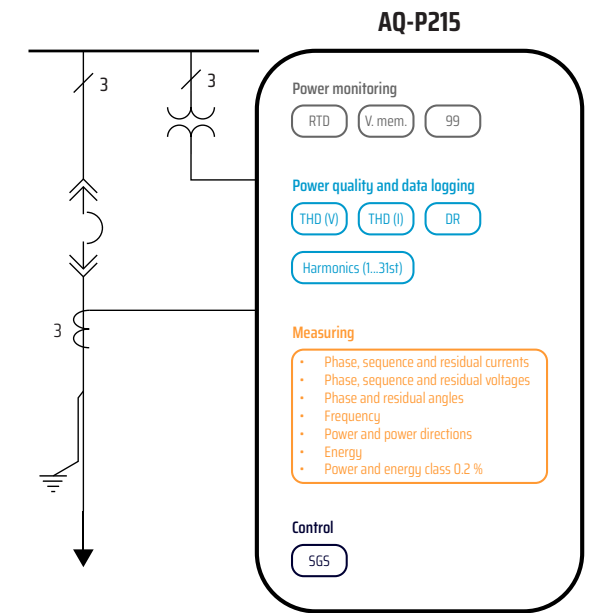 AQ-P215
3
3
Power monitoring
RTD
V. mem.
99
Power quality and data logging
THD (V)
THD (I)
DR
Harmonics (1...31st)
3
Measuring
• Phase, sequence and residual currents
• Phase, sequence and residual voltages
• Phase and residual angles
• Frequency
• Power and power directions
• Energy
• Power and energy class 0.2 %
Control
SGS